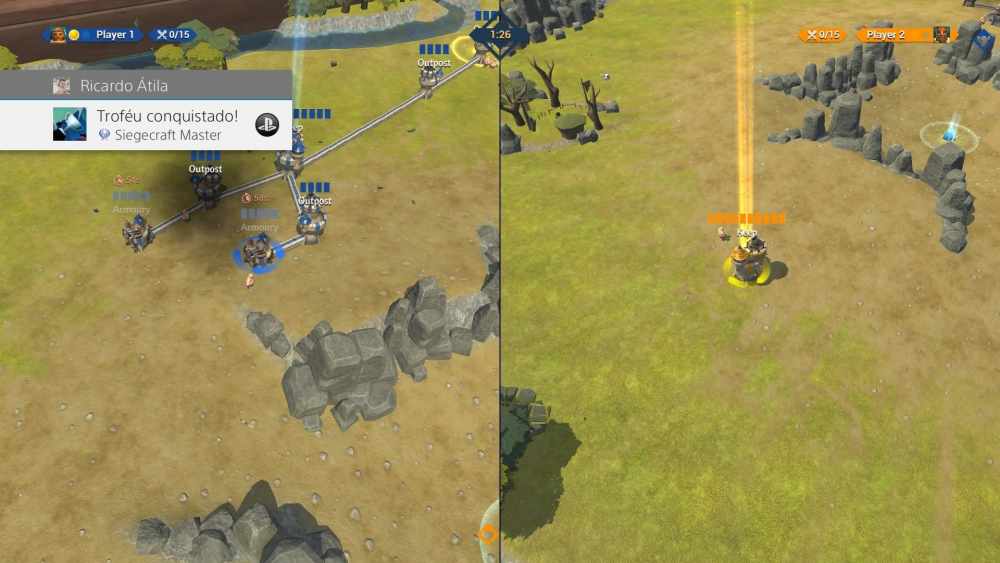 Player 1
0/15
1:26
0/15
Player 2
Outpost
Ricardo Átila
Troféu conquistado!
Siegecraft Master
Outpost
Outpost
Armoury
Armoury
Keep